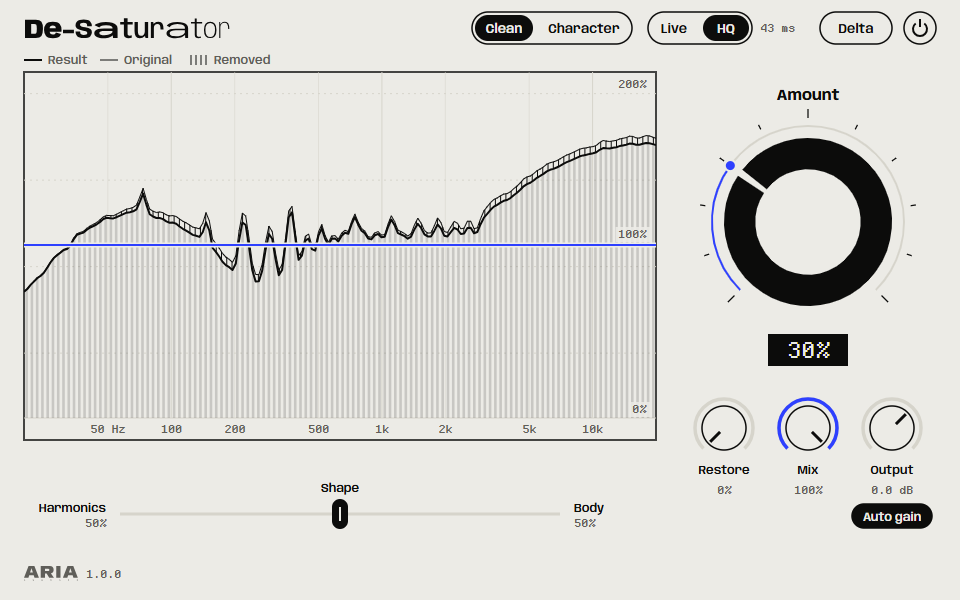 De-Saturator
Clean Character Live HQ 43 ms Delta
Result Original Removed
200%
100%
0%
50 Hz 100 200 500 1k 2k 5k 10k
Amount
30%
Restore Mix Output
0% 100% 0.0 dB
Auto gain
Shape
Harmonics Body
50% 50%
ARIA 1.0.0